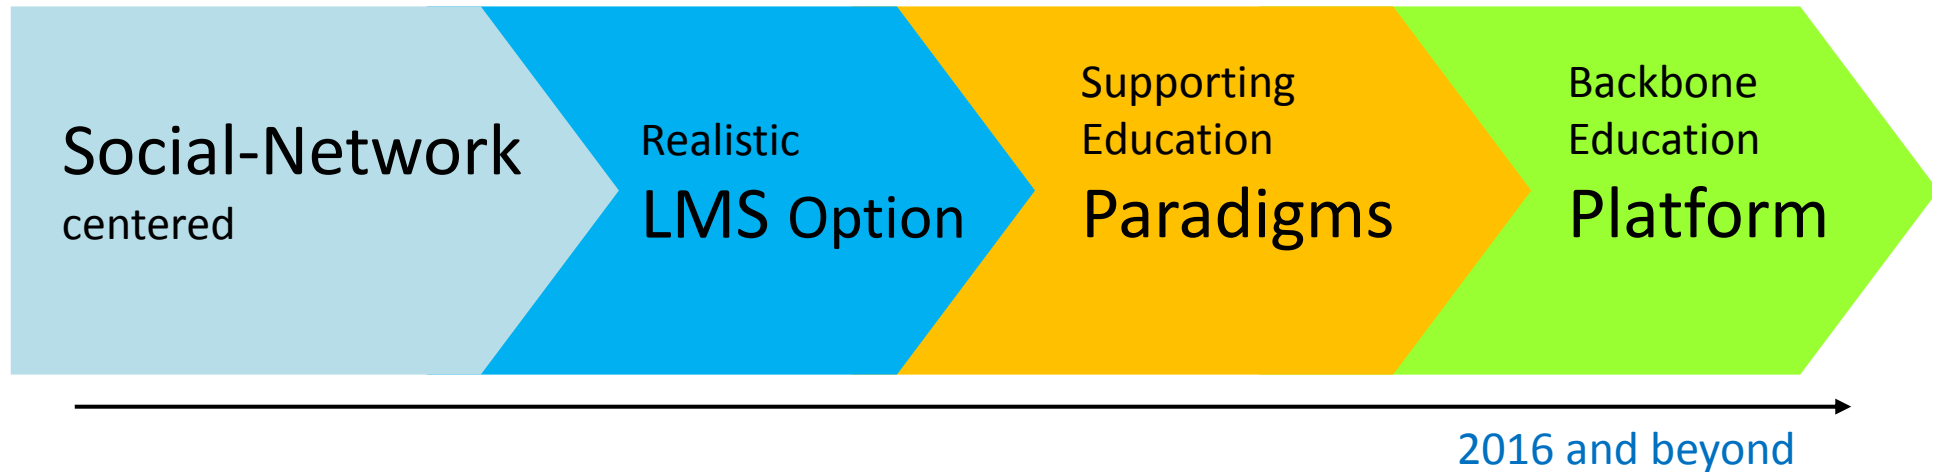 Social-Network
centered
Realistic
LMS Option
Supporting
Education
Paradigms
Backbone
Education
Platform
2016 and beyond